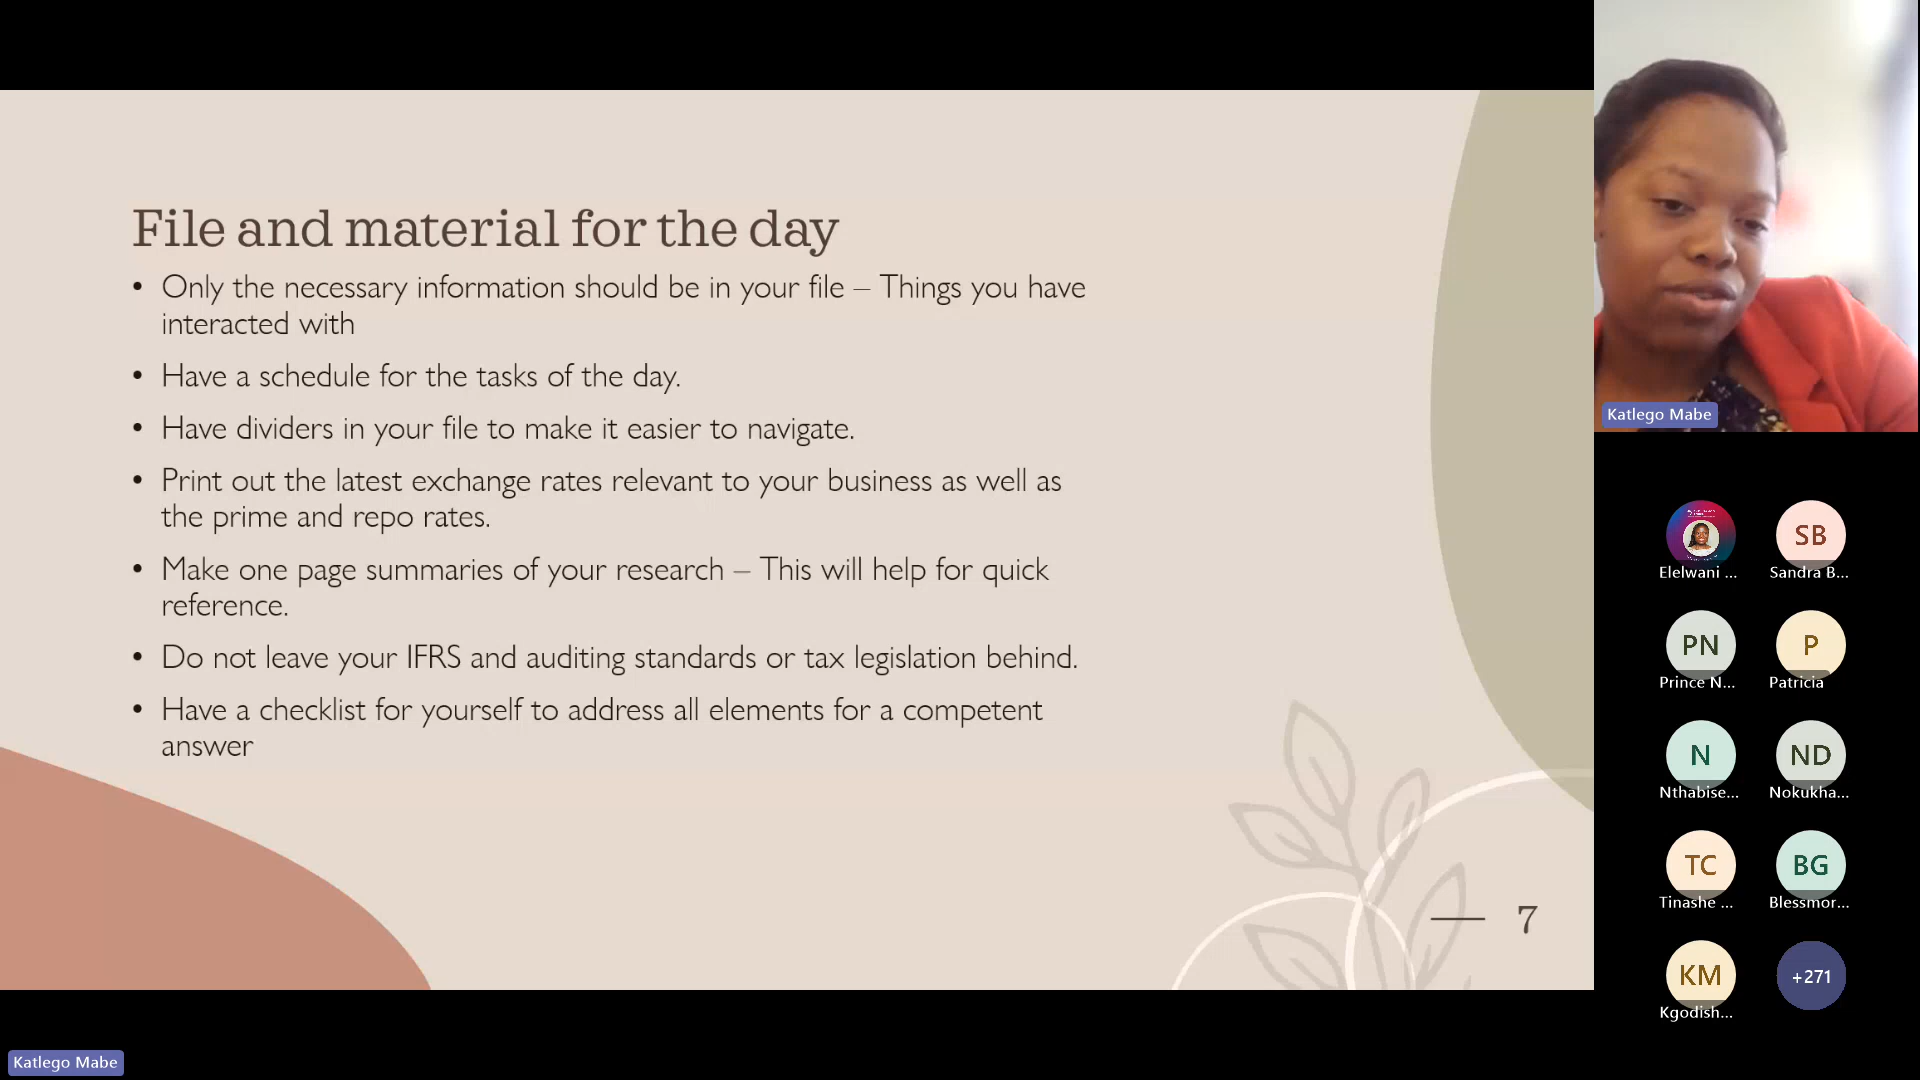 File and material for the day
• Only the necessary information should be in your file – Things you have
interacted with
• Have a schedule for the tasks of the day.
• Have dividers in your file to make it easier to navigate.
• Print out the latest exchange rates relevant to your business as well as
the prime and repo rates.
• Make one page summaries of your research – This will help for quick
reference.
• Do not leave your IFRS and auditing standards or tax legislation behind.
• Have a checklist for yourself to address all elements for a competent
answer
7
Katlego Mabe
Elelwani ...
SB
Sandra B...
PN
Prince N...
P
Patricia
N
Nthabise...
ND
Nokukha...
TC
Tinashe ...
BG
Blessmor...
KM
Kgodish...
+271
Katlego Mabe